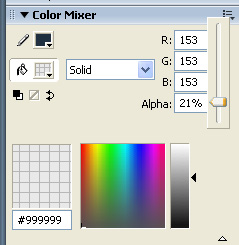 Color Mixer
R: 153
G: 153
Solid
B: 153
Alpha: 21%
#999999